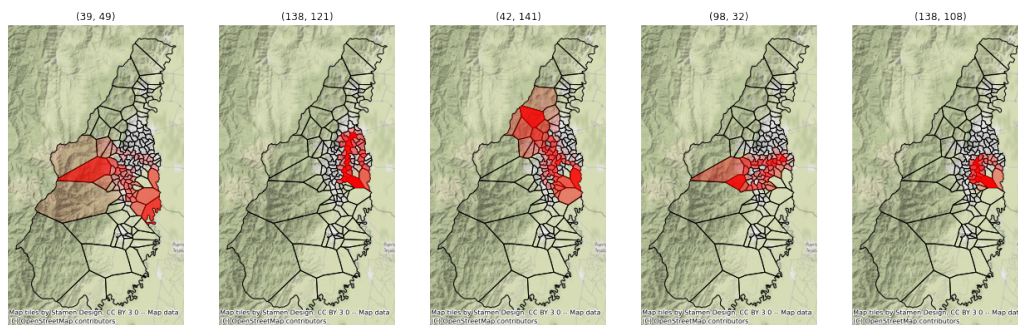 (39, 49)
(138, 121)
(42, 141)
(98, 32)
(138, 108)
Map tiles by Stamen Design, CC BY 3.0 -- Map data
(C) OpenStreetMap contributors
Map tiles by Stamen Design, CC BY 3.0 -- Map data
(C) OpenStreetMap contributors
Map tiles by Stamen Design, CC BY 3.0 -- Map data
(C) OpenStreetMap contributors
Map tiles by Stamen Design, CC BY 3.0 -- Map data
(C) OpenStreetMap contributors
Map tiles by Stamen Design, CC BY 3.0 -- Map data
(C) OpenStreetMap contributors